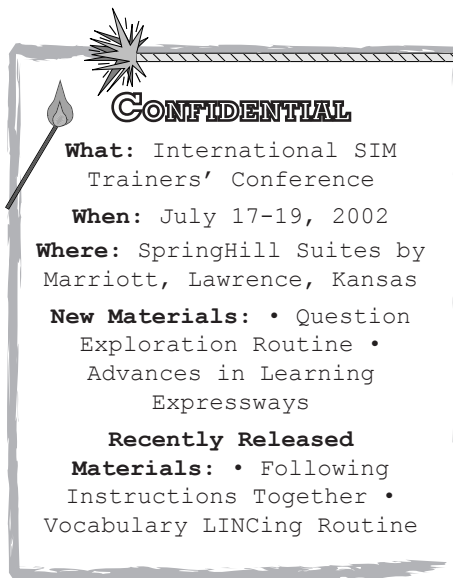 CONFIDENTIAL
What: International SIM
Trainers’ Conference
When: July 17-19, 2002
Where: SpringHill Suites by
Marriott, Lawrence, Kansas
New Materials: • Question
Exploration Routine •
Advances in Learning
Expressways
Recently Released
Materials: • Following
Instructions Together •
Vocabulary LINCing Routine